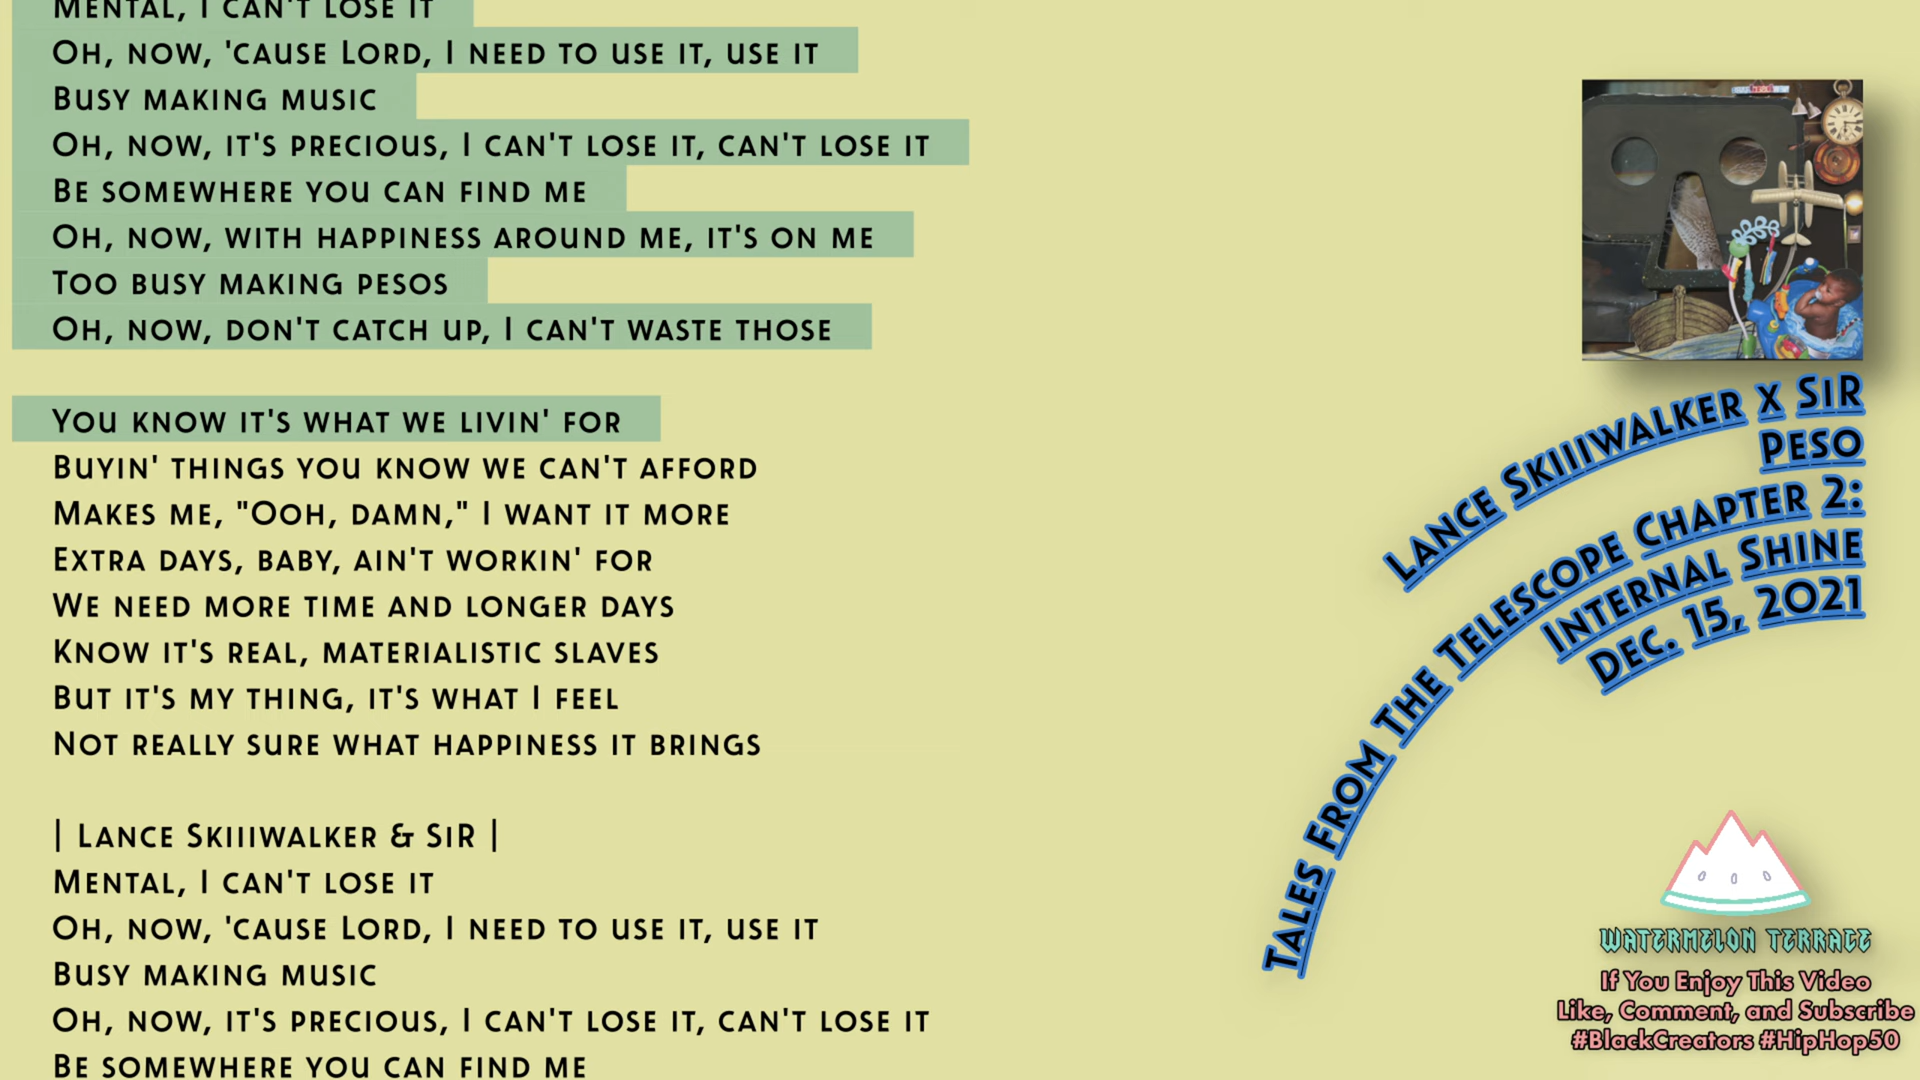 Mental, I can't lose it
Oh, now, 'cause Lord, I need to use it, use it
Busy making music
Oh, now, it's precious, I can't lose it, can't lose it
Be somewhere you can find me
Oh, now, with happiness around me, it's on me
Too busy making pesos
Oh, now, don't catch up, I can't waste those
You know it's what we livin' for
Buyin' things you know we can't afford
Makes me, "Ooh, damn," I want it more
Extra days, baby, ain't workin' for
We need more time and longer days
Know it's real, materialistic slaves
But it's my thing, it's what I feel
Not really sure what happiness it brings
| Lance Skiiiwalker & SiR |
Mental, I can't lose it
Oh, now, 'cause Lord, I need to use it, use it
Busy making music
Oh, now, it's precious, I can't lose it, can't lose it
Be somewhere you can find me
Lance Skiiiwalker x SiR
Peso
Tales From The Telescope Chapter 2:
Internal Shine
Dec. 15, 2021
Watermelon Terrace
If You Enjoy This Video
Like, Comment, and Subscribe
#BlackCreators #HipHop50